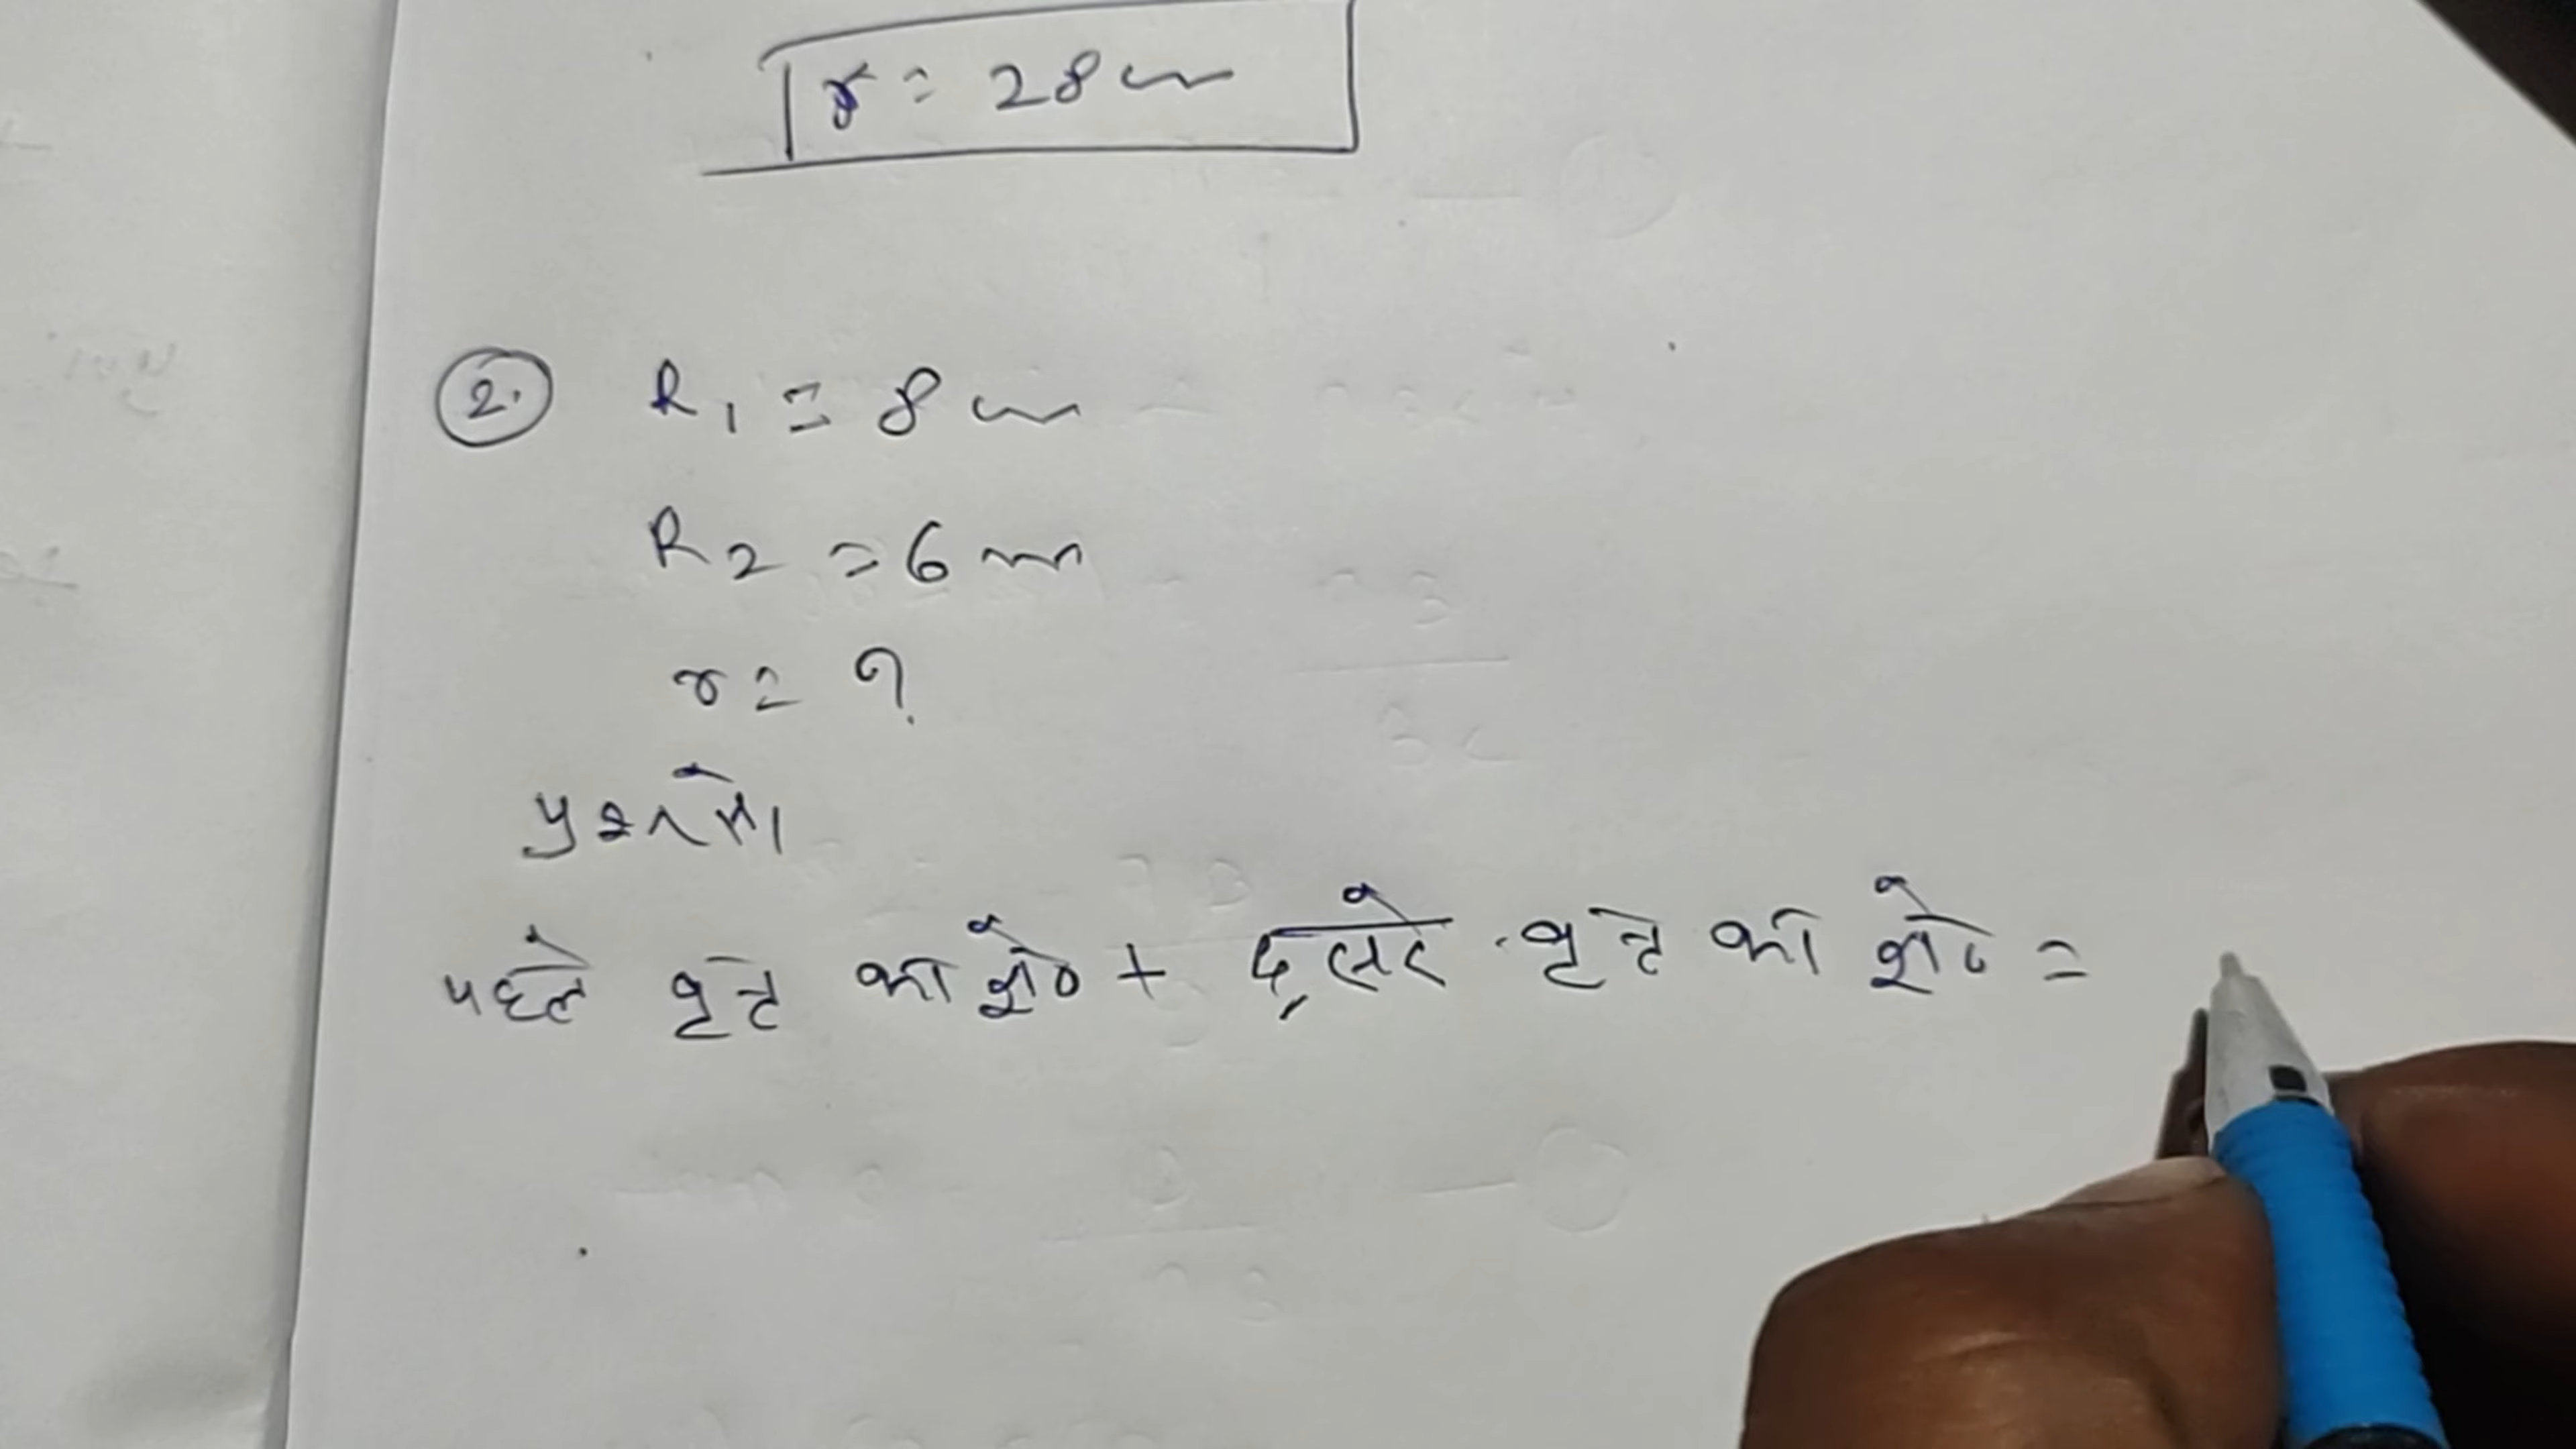 r = 28 cm
2. R₁ = 8 cm
R₂ = 6 cm
r = ?
प्रश्न से।
पहले वृत का क्षे० + दूसरे वृत का क्षे० =